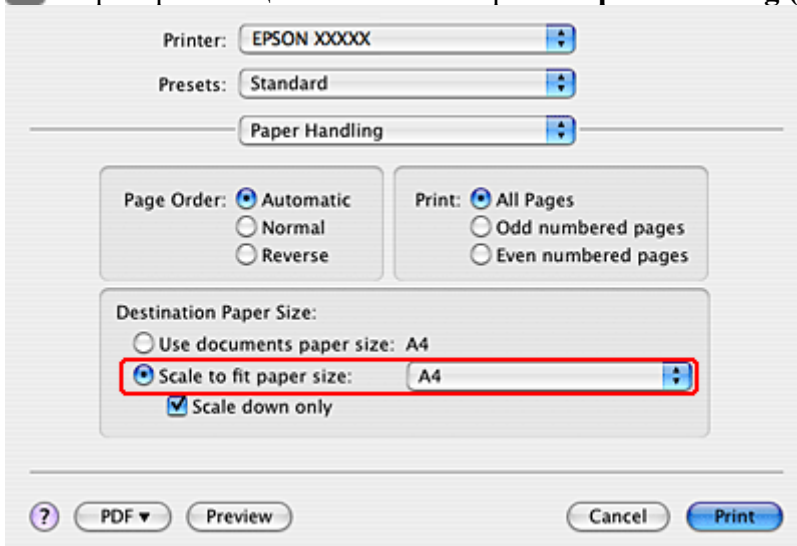 Printer: EPSON XXXXX
Presets: Standard
Paper Handling
Page Order: Automatic Print: All Pages
Normal Odd numbered pages
Reverse Even numbered pages
Destination Paper Size:
Use documents paper size: A4
Scale to fit paper size: A4
Scale down only
? PDF▼ Preview Cancel Print